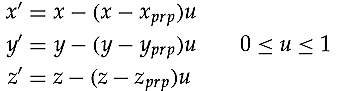 x′ = x − (x − x_prp)u
y′ = y − (y − y_prp)u    0 ≤ u ≤ 1
z′ = z − (z − z_prp)u